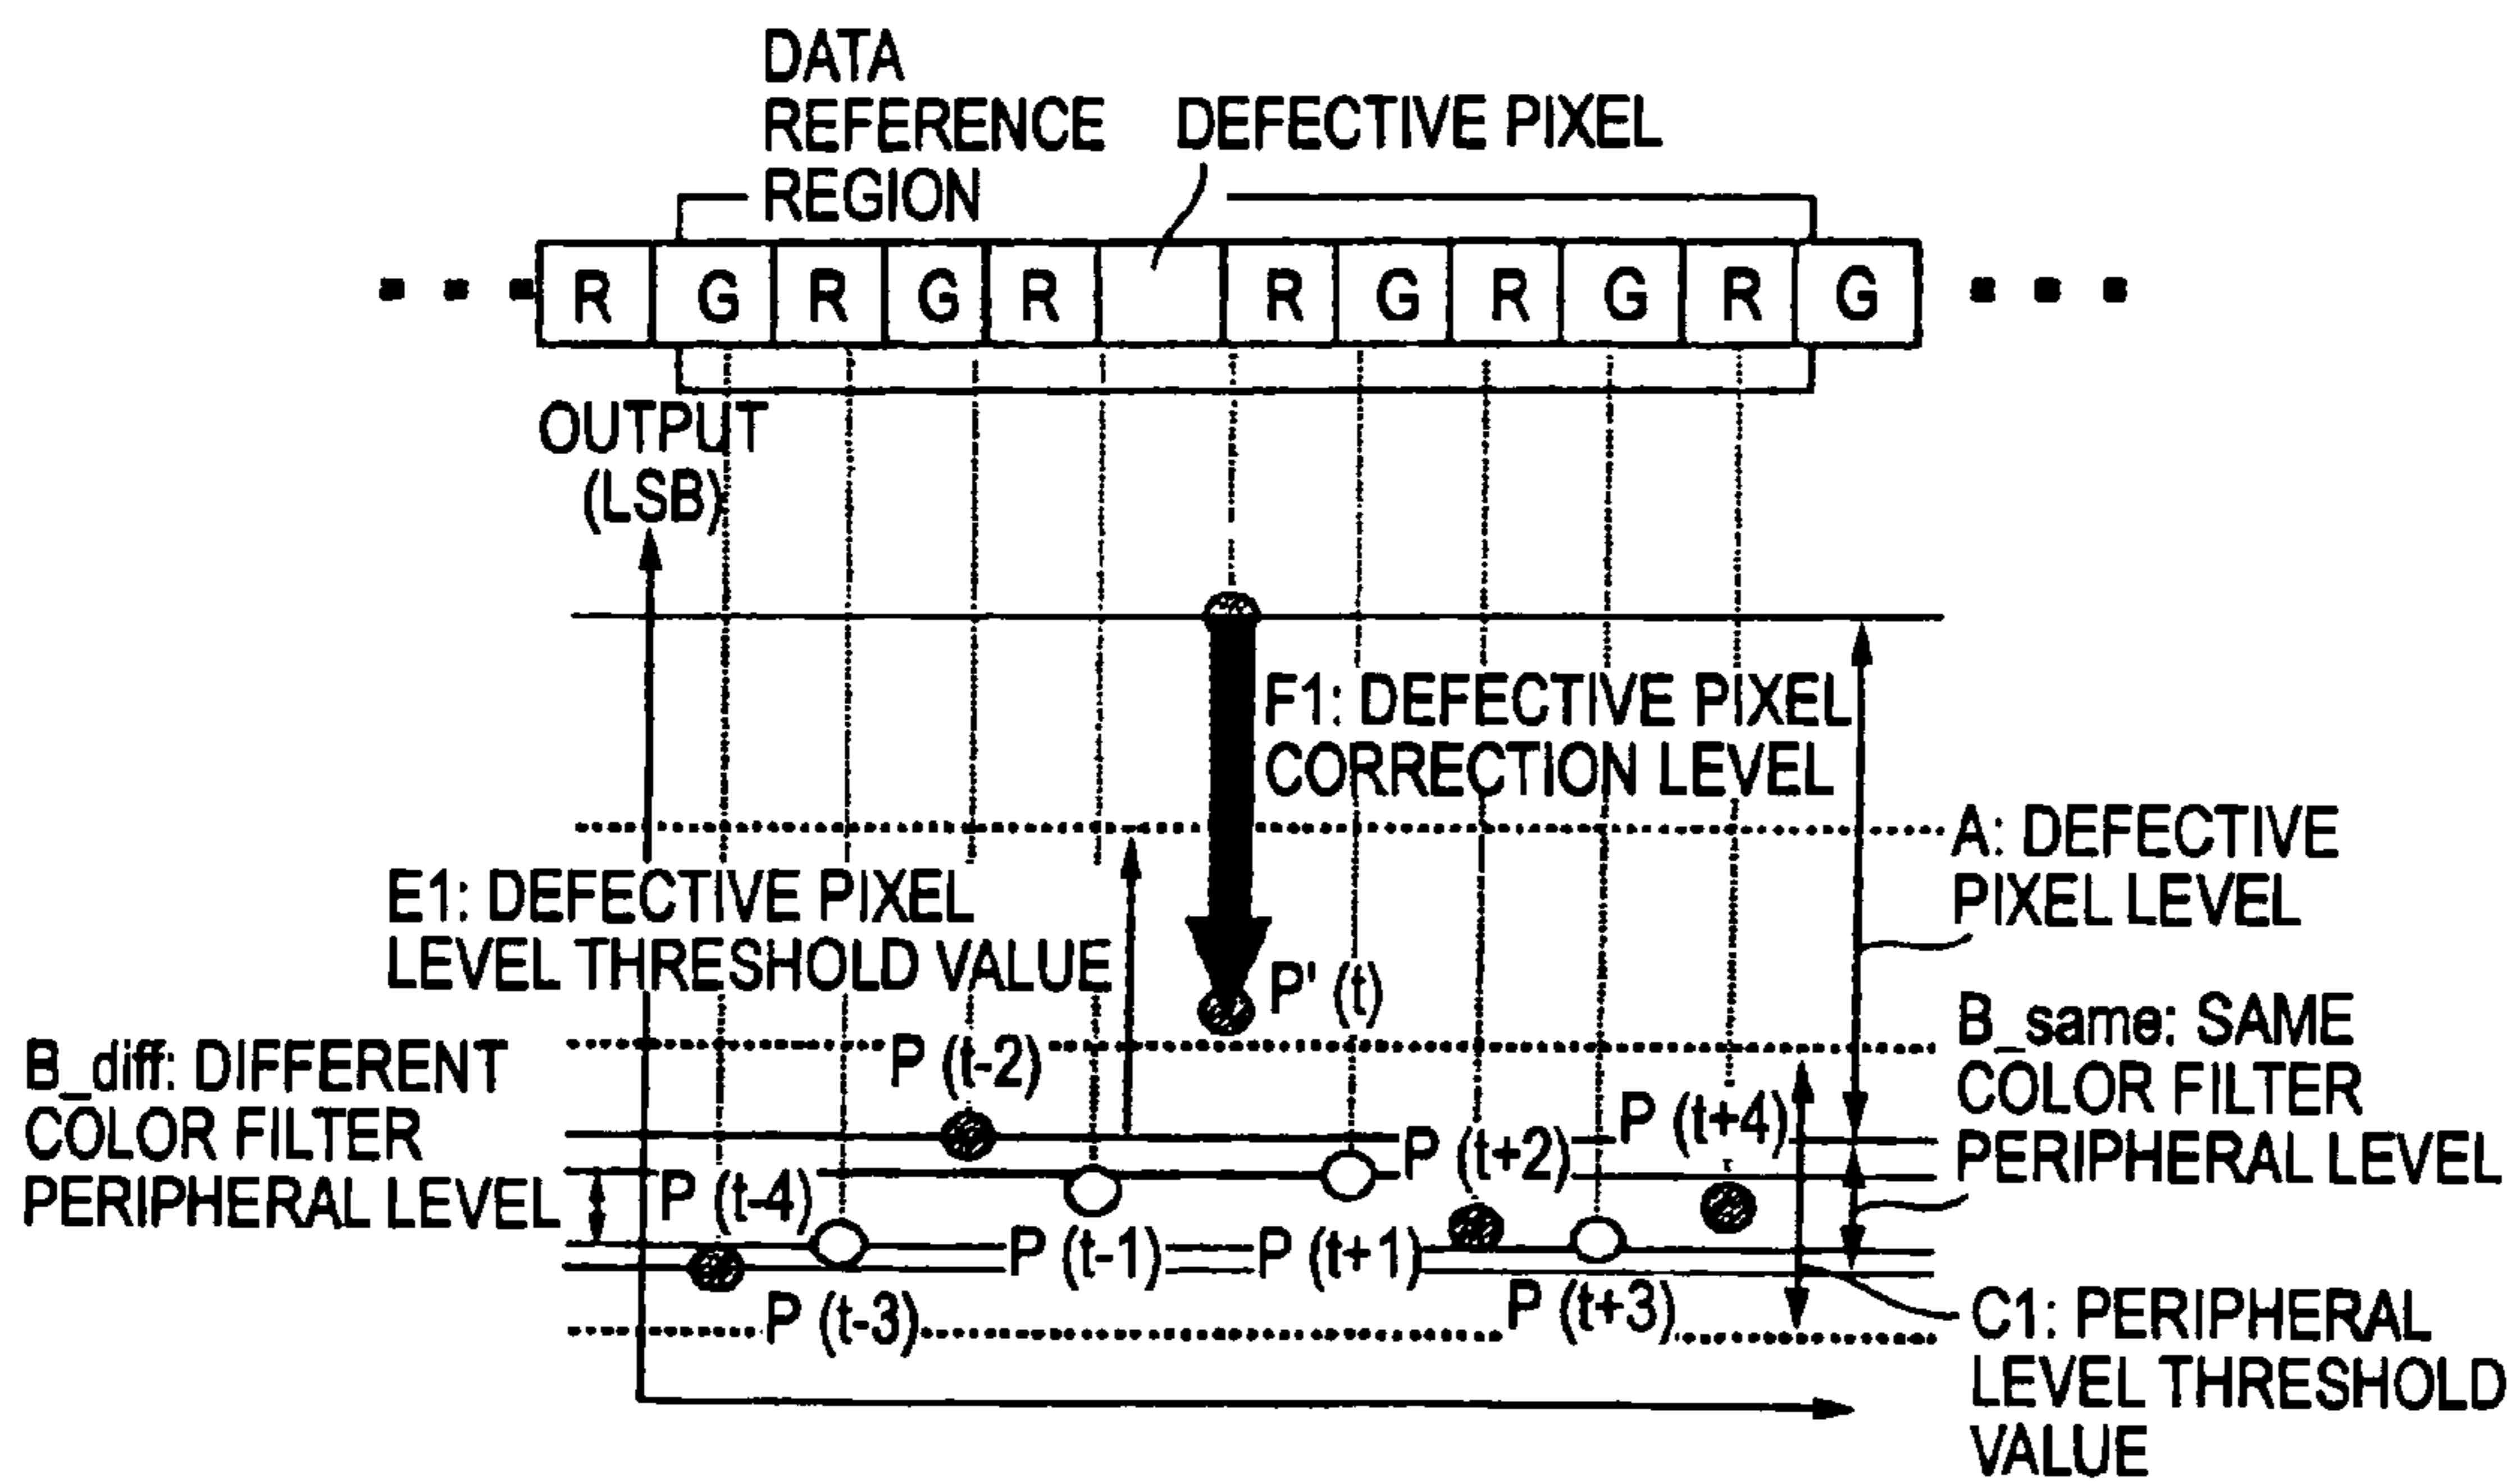 DATA
REFERENCE
REGION
DEFECTIVE PIXEL
R G R G R R G R G R G
OUTPUT
(LSB)
F1: DEFECTIVE PIXEL
CORRECTION LEVEL
A: DEFECTIVE
PIXEL LEVEL
E1: DEFECTIVE PIXEL
LEVEL THRESHOLD VALUE
P' (t)
B_diff: DIFFERENT
COLOR FILTER
PERIPHERAL LEVEL
B_same: SAME
COLOR FILTER
PERIPHERAL LEVEL
P (t-2)
P (t+4)
P (t+2)
P (t-4)
P (t-1)
P (t+1)
P (t-3)
P (t+3)
C1: PERIPHERAL
LEVEL THRESHOLD
VALUE